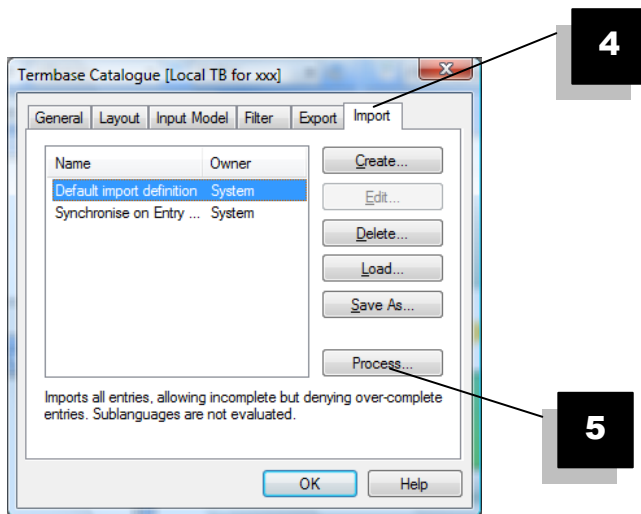 4
Termbase Catalogue [Local TB for xxx]
General Layout Input Model Filter Export Import
Name Owner
Default import definition System
Synchronise on Entry ... System
Create...
Edit...
Delete...
Load...
Save As...
Process...
Imports all entries, allowing incomplete but denying over-complete
entries. Sublanguages are not evaluated.
5
OK Help